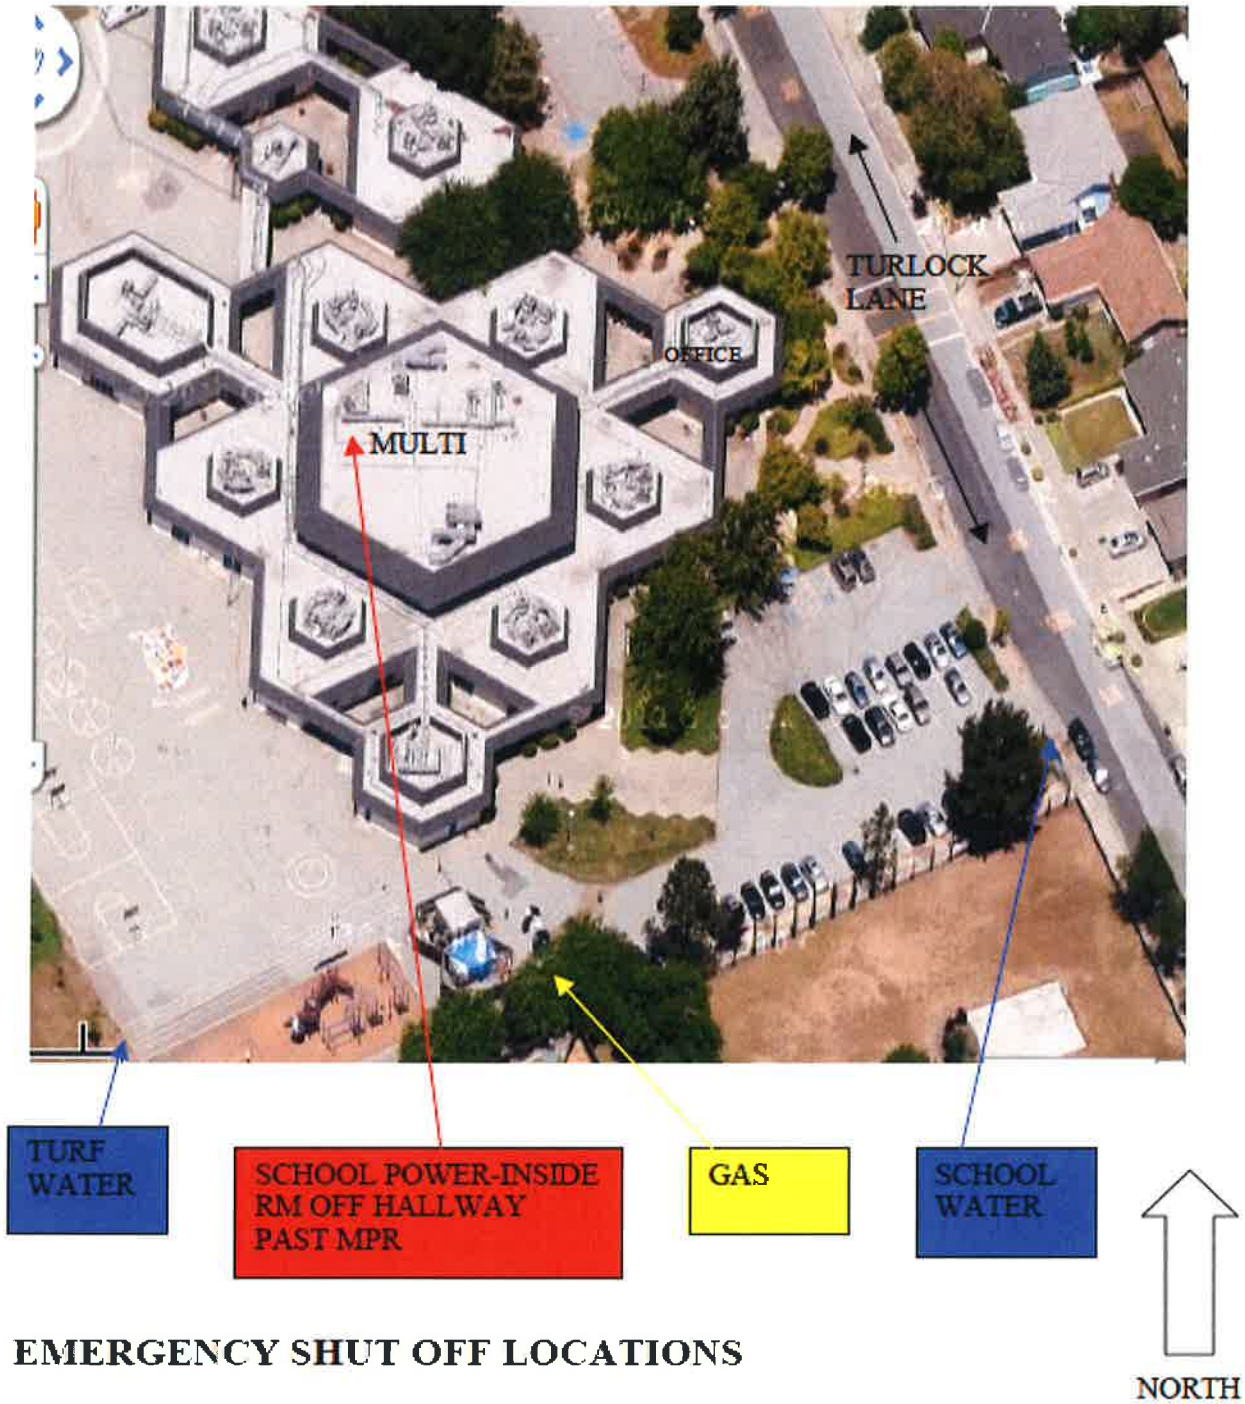 TURLOCK
LANE
OFFICE
MULTI
TURF
WATER
SCHOOL POWER-INSIDE
RM OFF HALLWAY
PAST MPR
GAS
SCHOOL
WATER
EMERGENCY SHUT OFF LOCATIONS
NORTH